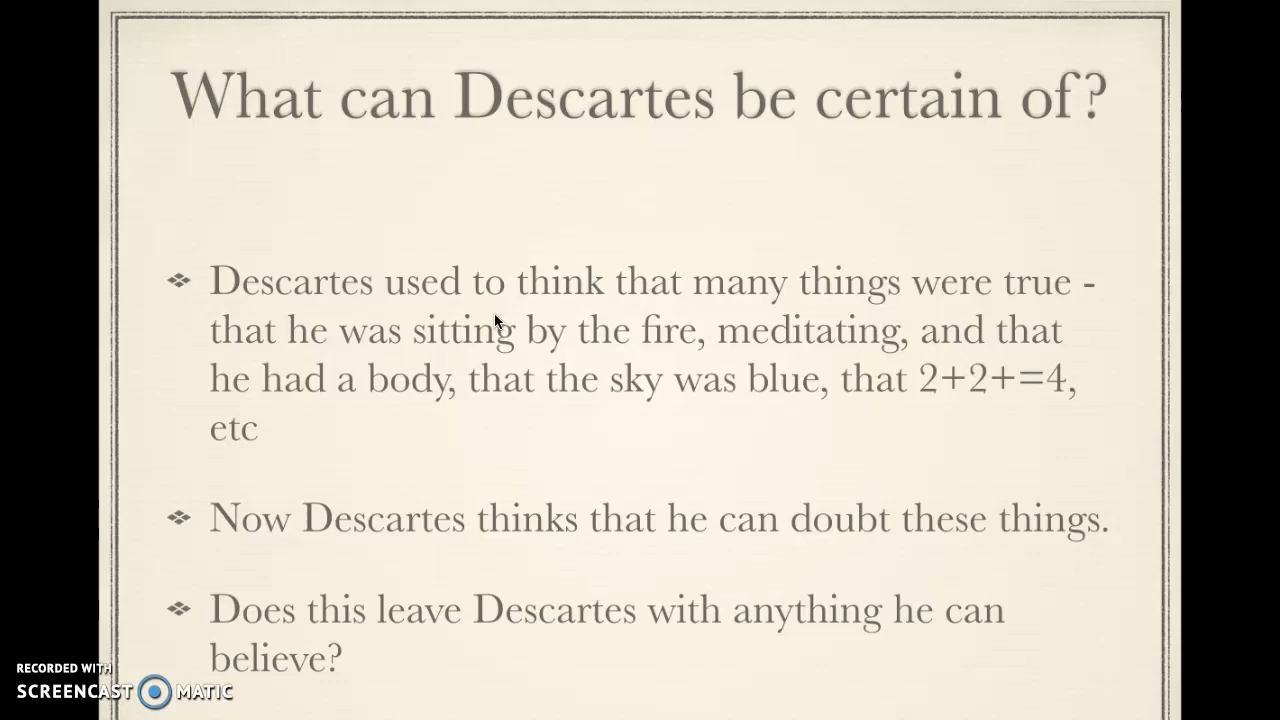 What can Descartes be certain of?
Descartes used to think that many things were true -
that he was sitting by the fire, meditating, and that
he had a body, that the sky was blue, that 2+2+=4,
etc
Now Descartes thinks that he can doubt these things.
Does this leave Descartes with anything he can
believe?
RECORDED WITH
SCREENCAST MATIC